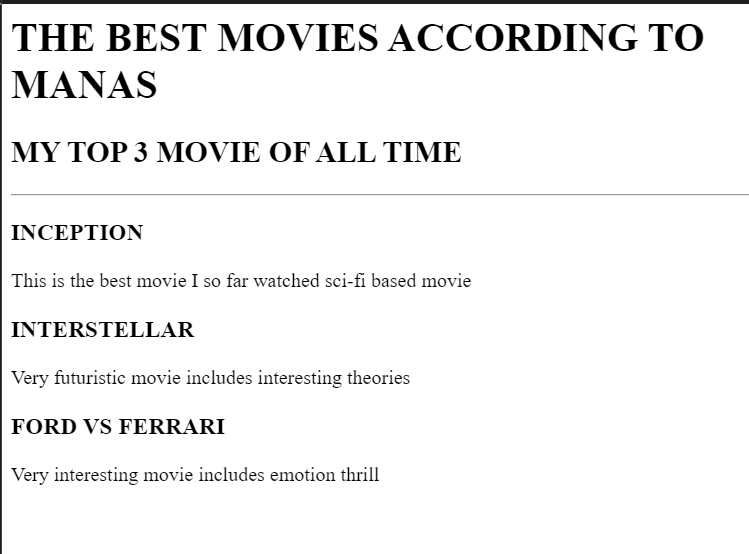 THE BEST MOVIES ACCORDING TO
MANAS
MY TOP 3 MOVIE OF ALL TIME
INCEPTION
This is the best movie I so far watched sci-fi based movie
INTERSTELLAR
Very futuristic movie includes interesting theories
FORD VS FERRARI
Very interesting movie includes emotion thrill